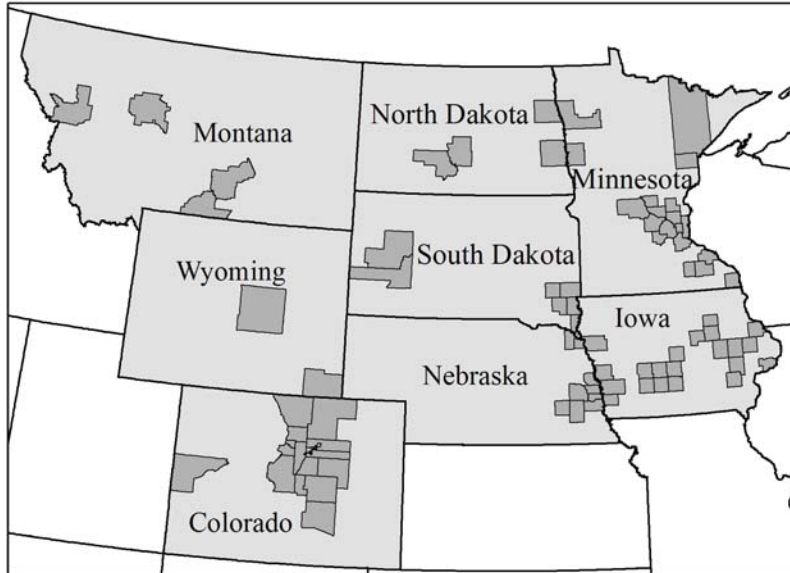 North Dakota
Montana
Minnesota
South Dakota
Wyoming
Iowa
Nebraska
Colorado